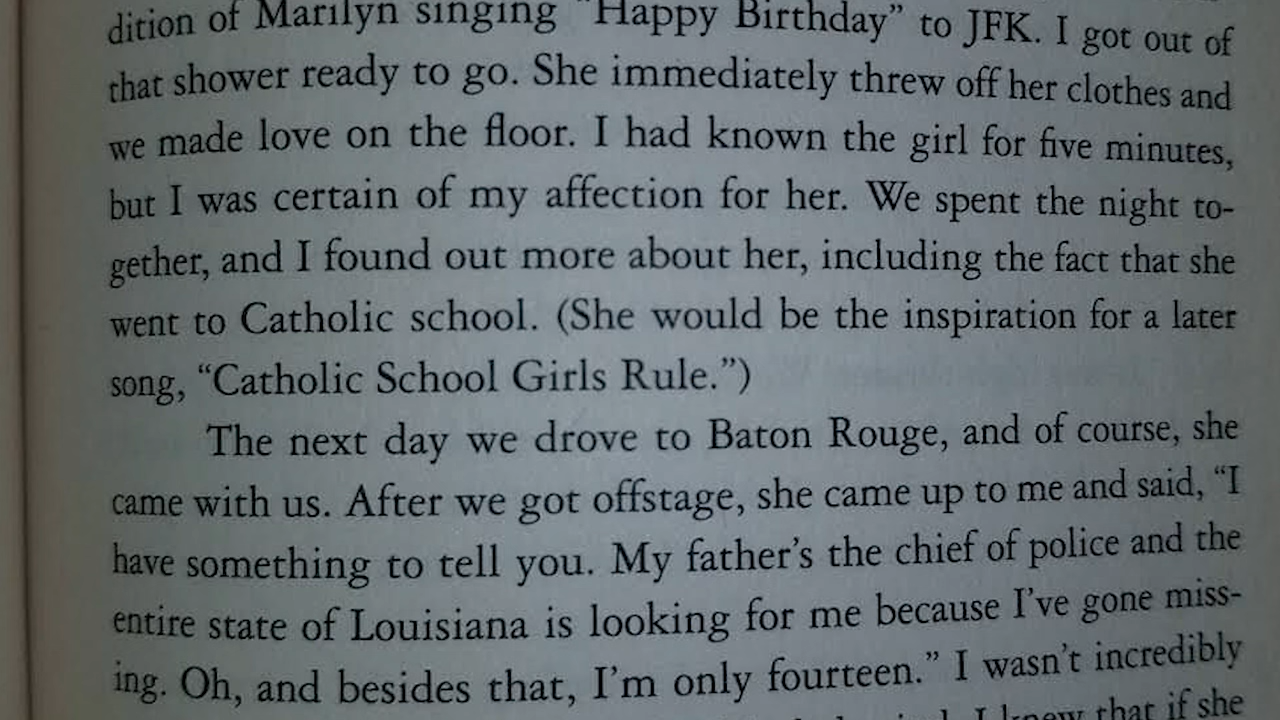 dition of Marilyn singing “Happy Birthday” to JFK. I got out of
that shower ready to go. She immediately threw off her clothes and
we made love on the floor. I had known the girl for five minutes,
but I was certain of my affection for her. We spent the night to-
gether, and I found out more about her, including the fact that she
went to Catholic school. (She would be the inspiration for a later
song, “Catholic School Girls Rule.”)
The next day we drove to Baton Rouge, and of course, she
came with us. After we got offstage, she came up to me and said, “I
have something to tell you. My father’s the chief of police and the
entire state of Louisiana is looking for me because I’ve gone miss-
ing. Oh, and besides that, I’m only fourteen.” I wasn’t incredibly
I knew that if she